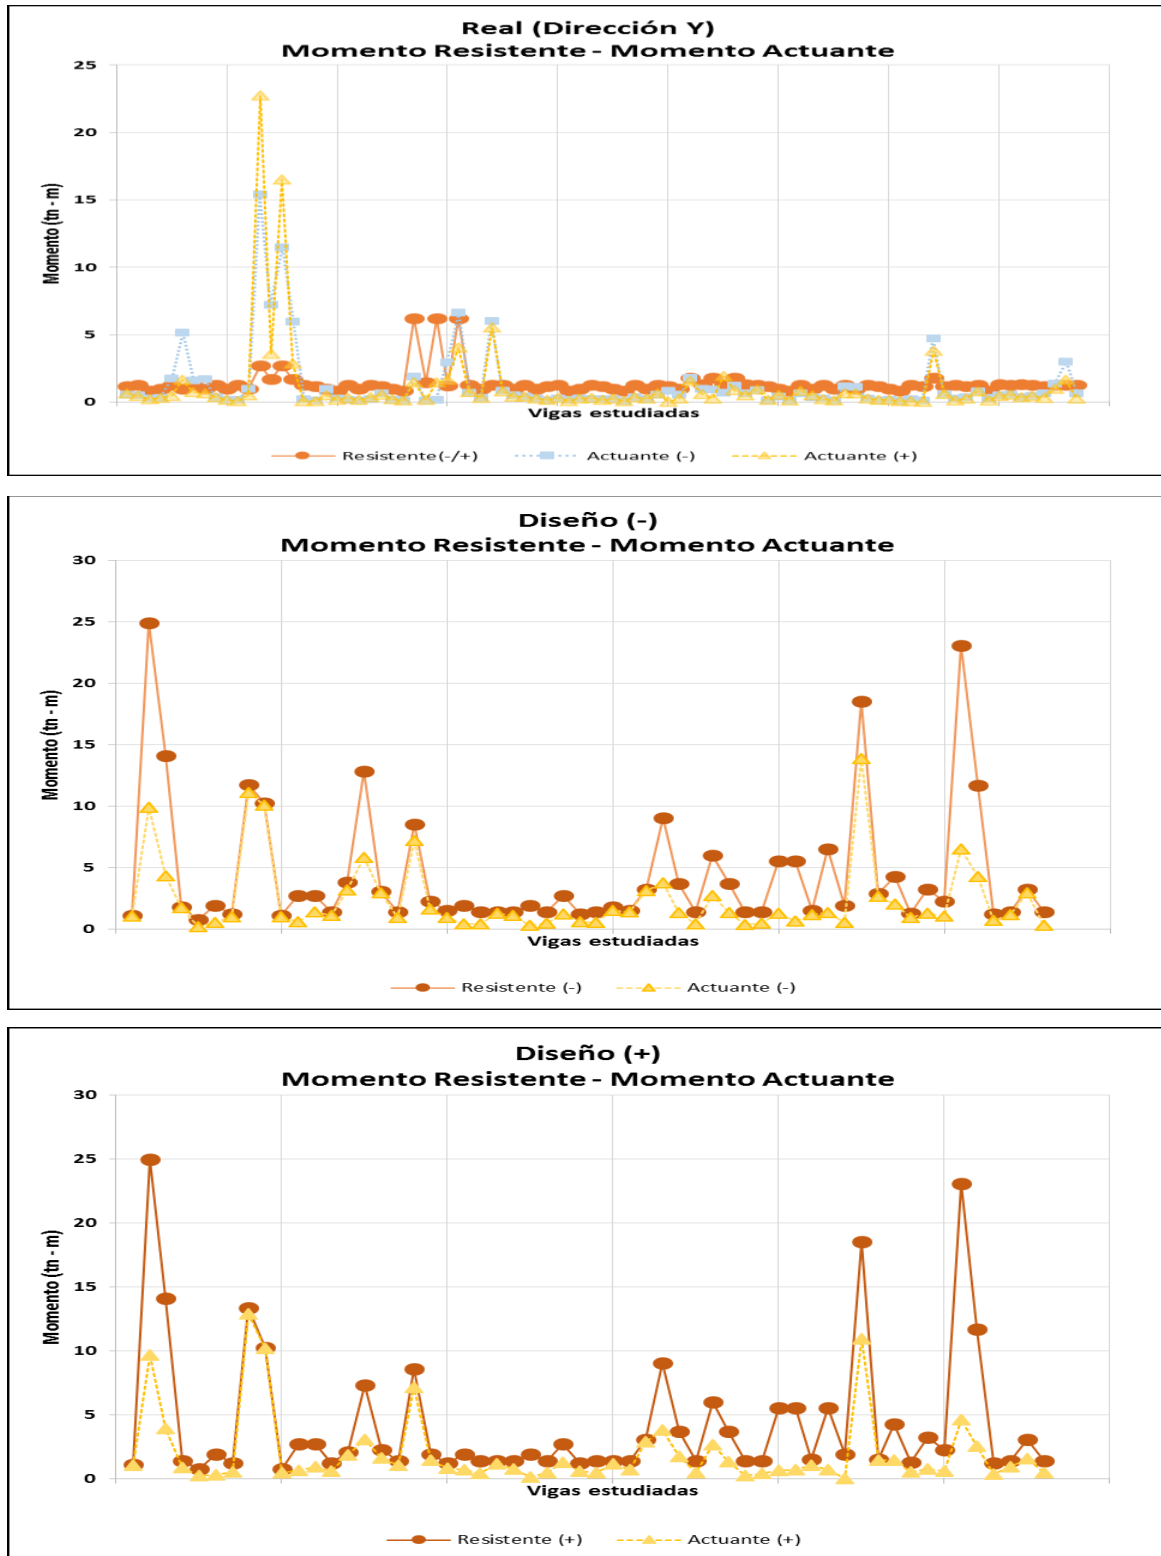 Real (Dirección Y)
Momento Resistente - Momento Actuante
25
20
15
10
5
0
Momento (tn - m)
Vigas estudiadas
Resistente(-/+) Actuante (-) Actuante (+)
Diseño (-)
Momento Resistente - Momento Actuante
30
25
20
15
10
5
0
Momento (tn - m)
Vigas estudiadas
Resistente (-) Actuante (-)
Diseño (+)
Momento Resistente - Momento Actuante
30
25
20
15
10
5
0
Momento (tn - m)
Vigas estudiadas
Resistente (+) Actuante (+)